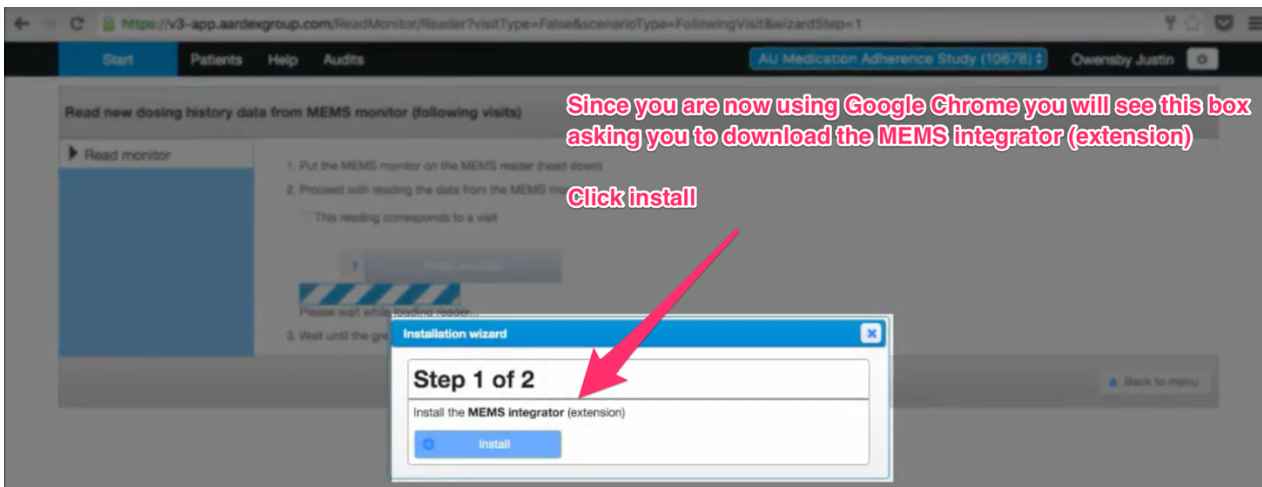 https://v3-app.aardexgroup.com/ReadMonitor/Reader?visitType=False&scenarioType=FollowingVisit&wizardStep=1
Start Patients Help Audits AU Medication Adherence Study (10678) Owensby Justin
Read new dosing history data from MEMS monitor (following visits)
Since you are now using Google Chrome you will see this box
asking you to download the MEMS integrator (extension)
Read monitor
1. Put the MEMS monitor on the MEMS reader (head down)
2. Proceed with reading the data from the MEMS
Click install
This reading corresponds to a visit
Please wait while loading reader...
3. Wait until the
Installation wizard
Step 1 of 2
Install the MEMS integrator (extension)
Install
Back to menu